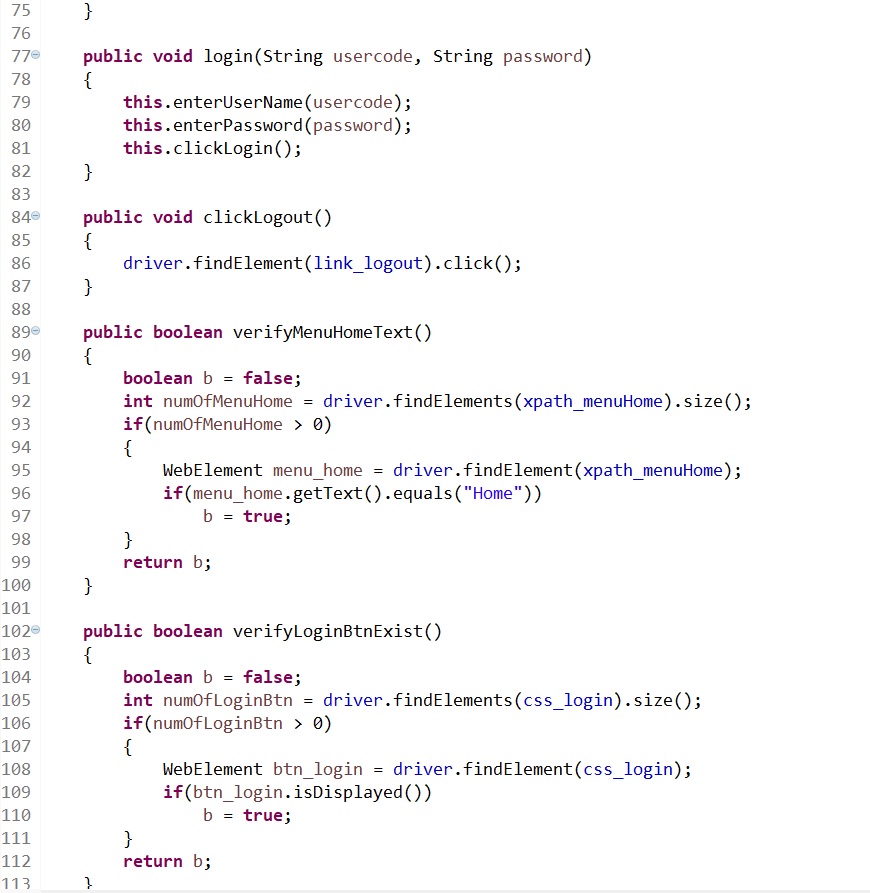 75     }
76
77     public void login(String usercode, String password)
78     {
79         this.enterUserName(usercode);
80         this.enterPassword(password);
81         this.clickLogin();
82     }
83
84     public void clickLogout()
85     {
86         driver.findElement(link_logout).click();
87     }
88
89     public boolean verifyMenuHomeText()
90     {
91         boolean b = false;
92         int numOfMenuHome = driver.findElements(xpath_menuHome).size();
93         if(numOfMenuHome > 0)
94         {
95             WebElement menu_home = driver.findElement(xpath_menuHome);
96             if(menu_home.getText().equals("Home"))
97                 b = true;
98         }
99         return b;
100     }
101
102     public boolean verifyLoginBtnExist()
103     {
104         boolean b = false;
105         int numOfLoginBtn = driver.findElements(css_login).size();
106         if(numOfLoginBtn > 0)
107         {
108             WebElement btn_login = driver.findElement(css_login);
109             if(btn_login.isDisplayed())
110                 b = true;
111         }
112         return b;
113     }